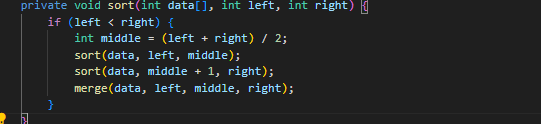 private void sort(int data[], int left, int right) {
    if (left < right) {
        int middle = (left + right) / 2;
        sort(data, left, middle);
        sort(data, middle + 1, right);
        merge(data, left, middle, right);
    }
}